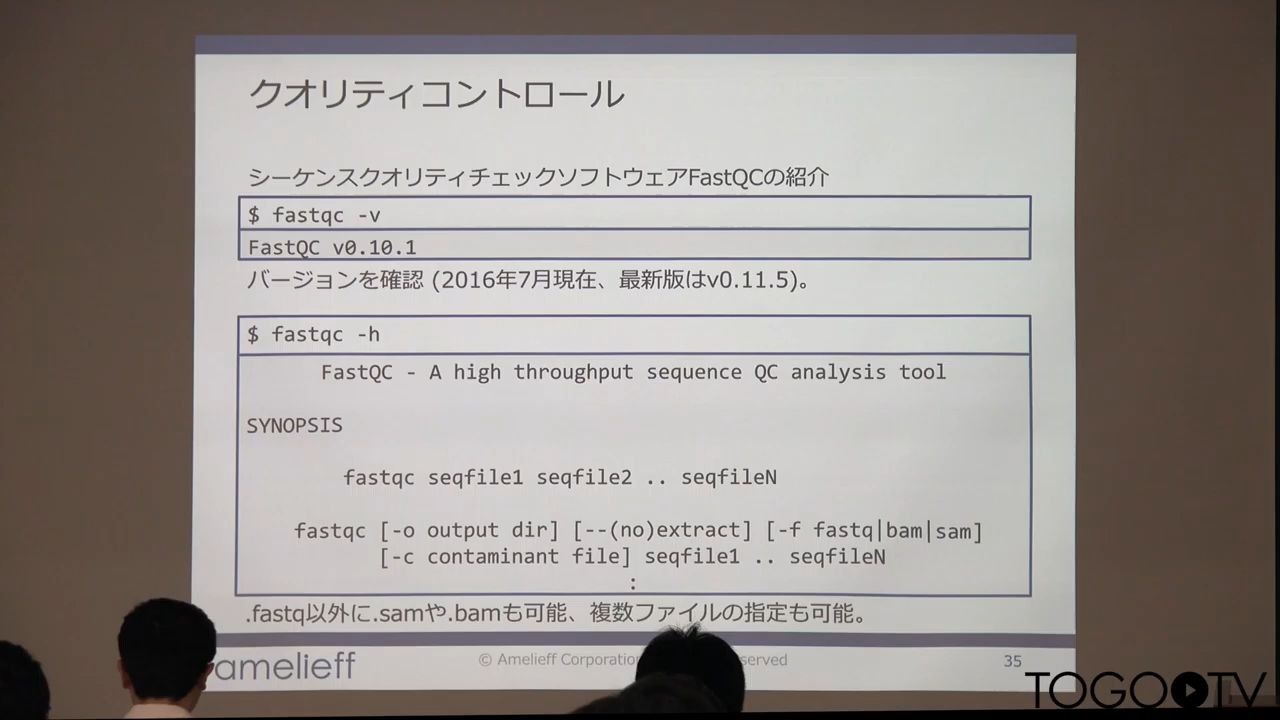 クオリティコントロール
シーケンスクオリティチェックソフトウェアFastQCの紹介
$ fastqc -v
FastQC v0.10.1
バージョンを確認 (2016年7月現在、最新版はv0.11.5)。
$ fastqc -h
FastQC - A high throughput sequence QC analysis tool
SYNOPSIS
fastqc seqfile1 seqfile2 .. seqfileN
fastqc [-o output dir] [--(no)extract] [-f fastq|bam|sam]
[-c contaminant file] seqfile1 .. seqfileN
:
.fastq以外に.samや.bamも可能、複数ファイルの指定も可能。
amelieff
© Amelieff Corporatio served
35
TOGOTV